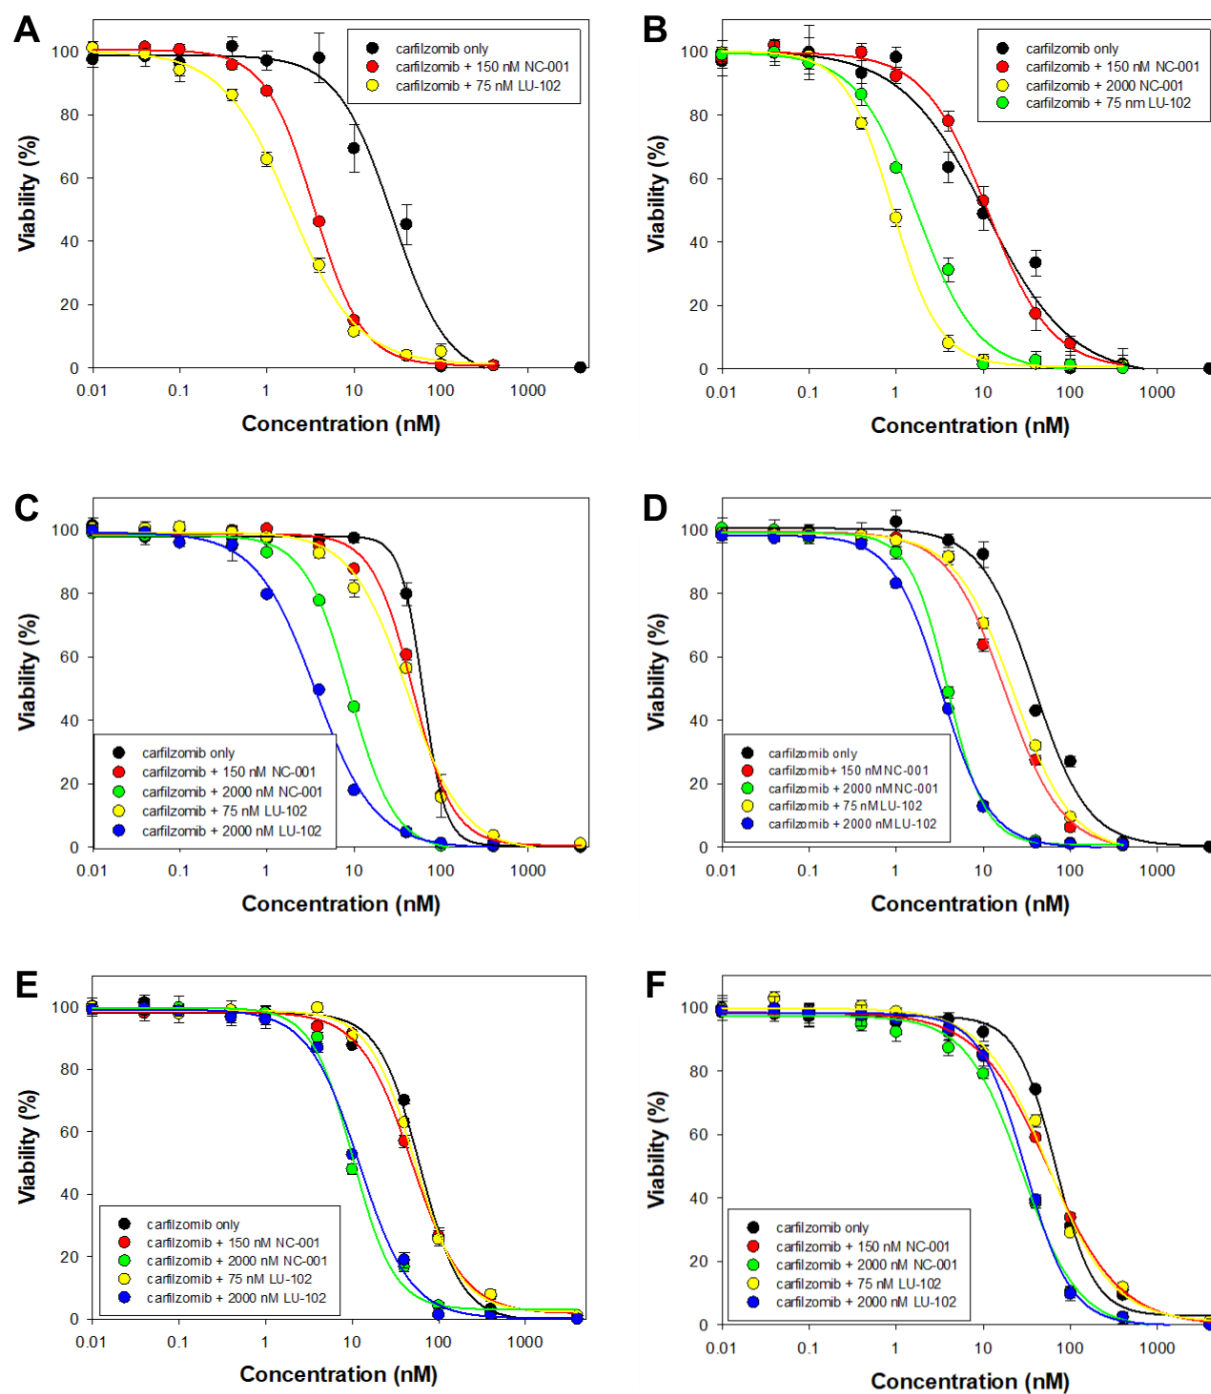 A
carfilzomib only
carfilzomib + 150 nM NC-001
carfilzomib + 75 nM LU-102
Viability (%)
100
80
60
40
20
0
0.01 0.1 1 10 100 1000
Concentration (nM)
B
carfilzomib only
carfilzomib + 150 nM NC-001
carfilzomib + 2000 NC-001
carfilzomib + 75 nm LU-102
Viability (%)
100
80
60
40
20
0
0.01 0.1 1 10 100 1000
Concentration (nM)
C
Viability (%)
100
80
60
40
20
0
carfilzomib only
carfilzomib + 150 nM NC-001
carfilzomib + 2000 nM NC-001
carfilzomib + 75 nM LU-102
carfilzomib + 2000 nM LU-102
0.01 0.1 1 10 100 1000
Concentration (nM)
D
Viability (%)
100
80
60
40
20
0
carfilzomib only
carfilzomib + 150 nM NC-001
carfilzomib + 2000 nM NC-001
carfilzomib + 75 nM LU-102
carfilzomib + 2000 nM LU-102
0.01 0.1 1 10 100 1000
Concentration (nM)
E
Viability (%)
100
80
60
40
20
0
carfilzomib only
carfilzomib + 150 nM NC-001
carfilzomib + 2000 nM NC-001
carfilzomib + 75 nM LU-102
carfilzomib + 2000 nM LU-102
0.01 0.1 1 10 100 1000
Concentration (nM)
F
Viability (%)
100
80
60
40
20
0
carfilzomib only
carfilzomib + 150 nM NC-001
carfilzomib + 2000 nM NC-001
carfilzomib + 75 nM LU-102
carfilzomib + 2000 nM LU-102
0.01 0.1 1 10 100 1000
Concentration (nM)